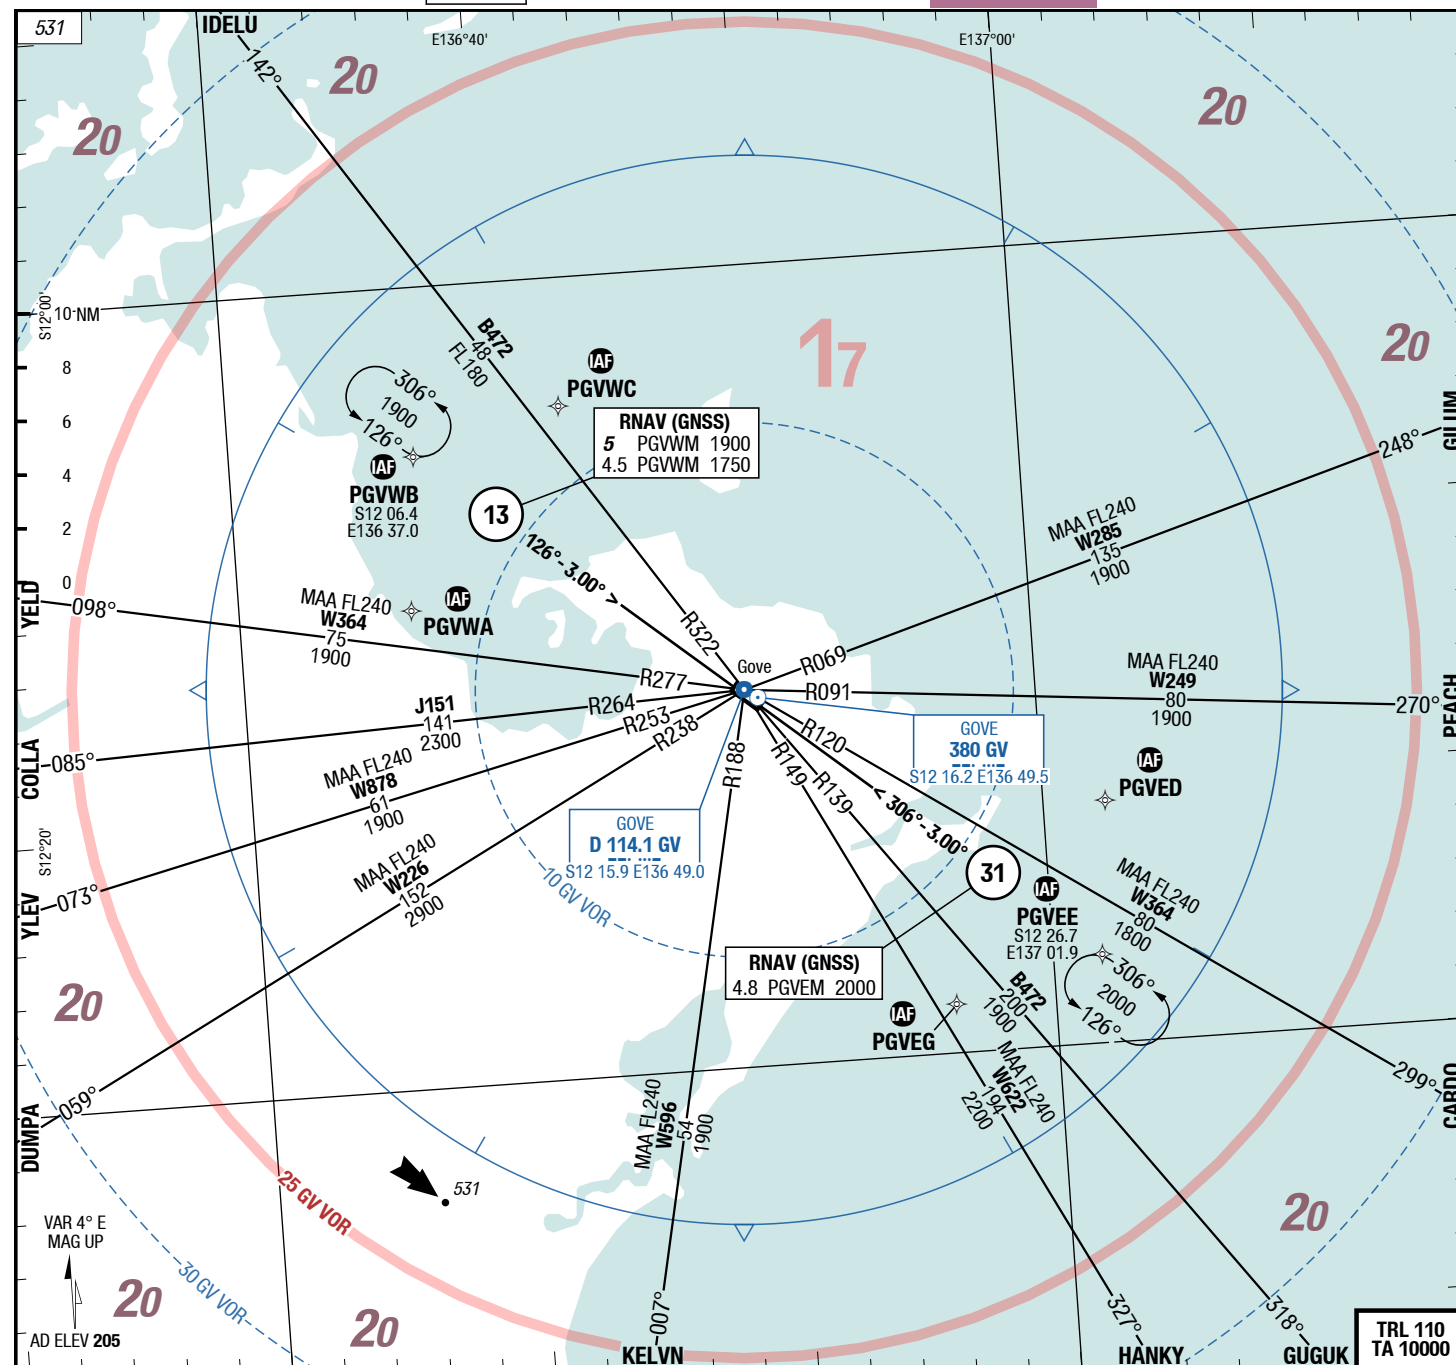 531
IDELU
E136°40'
E137°00'
142°
20
20
20
20
S12°00'
10 NM
8
6
4
2
0
B472
48
FL180
17
IAF
PGVWC
306°
1900
126°
IAF
PGVWB
S12 06.4
E136 37.0
RNAV (GNSS)
5 PGVWM 1900
4.5 PGVWM 1750
13
126° - 3.00° >
GILUM
248°
MAA FL240
W285
135
1900
YELD
098°
MAA FL240
W364
75
1900
IAF
PGVWA
R322
Gove
R069
R277
R091
R264
R253
R238
R188
R149
R139
R120
MAA FL240
W249
80
1900
270°
PEACH
J151
141
2300
COLLA
085°
MAA FL240
W878
61
1900
GOVE
380 GV
S12 16.2 E136 49.5
IAF
PGVED
GOVE
D 114.1 GV
S12 15.9 E136 49.0
< 306° - 3.00°
S12°20'
YLEV
073°
MAA FL240
W226
152
2900
10 GV VOR
31
IAF
PGVEE
S12 26.7
E137 01.9
MAA FL240
W364
80
1800
RNAV (GNSS)
4.8 PGVEM 2000
306°
2000
126°
20
B472
200
1900
IAF
PGVEG
MAA FL240
W622
194
2200
299°
CARDO
DUMPA
059°
MAA FL240
W596
54
1900
531
25 GV VOR
20
VAR 4° E
MAG UP
30 GV VOR
20
20
AD ELEV 205
007°
KELVN
327°
HANKY
318°
GUGUK
TRL 110
TA 10000